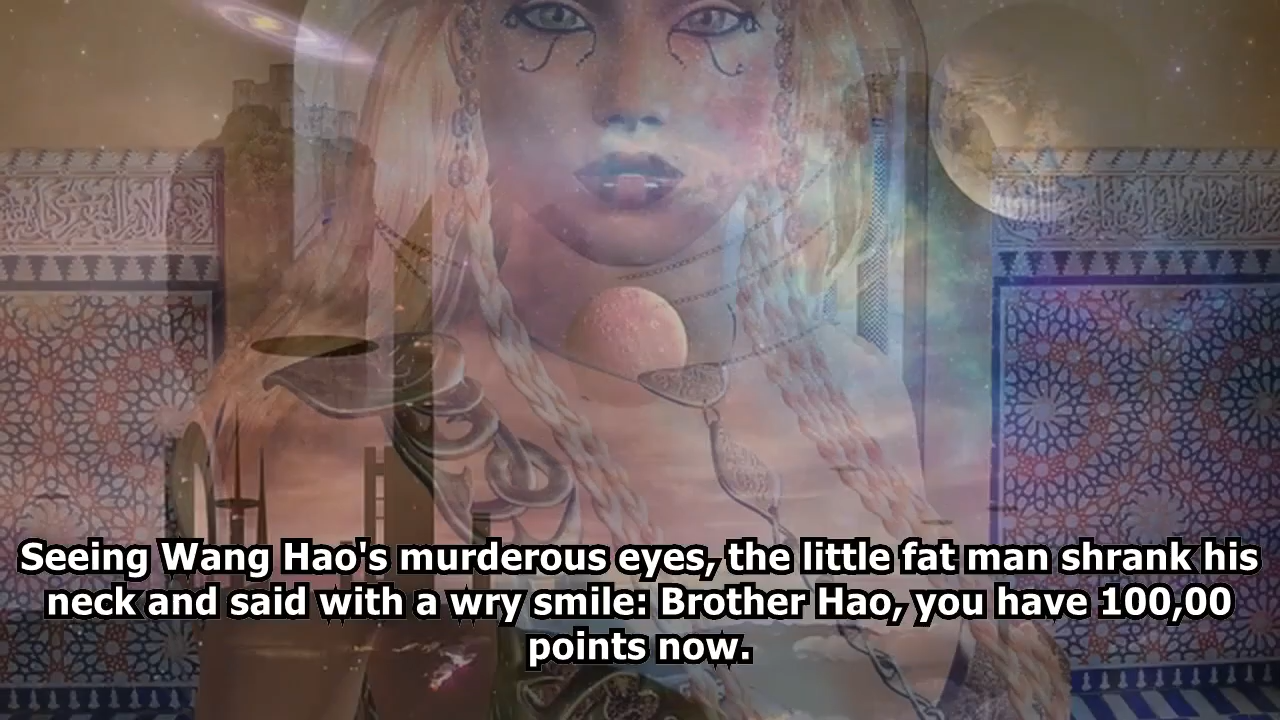 Seeing Wang Hao's murderous eyes, the little fat man shrank his
neck and said with a wry smile: Brother Hao, you have 100,00
points now.